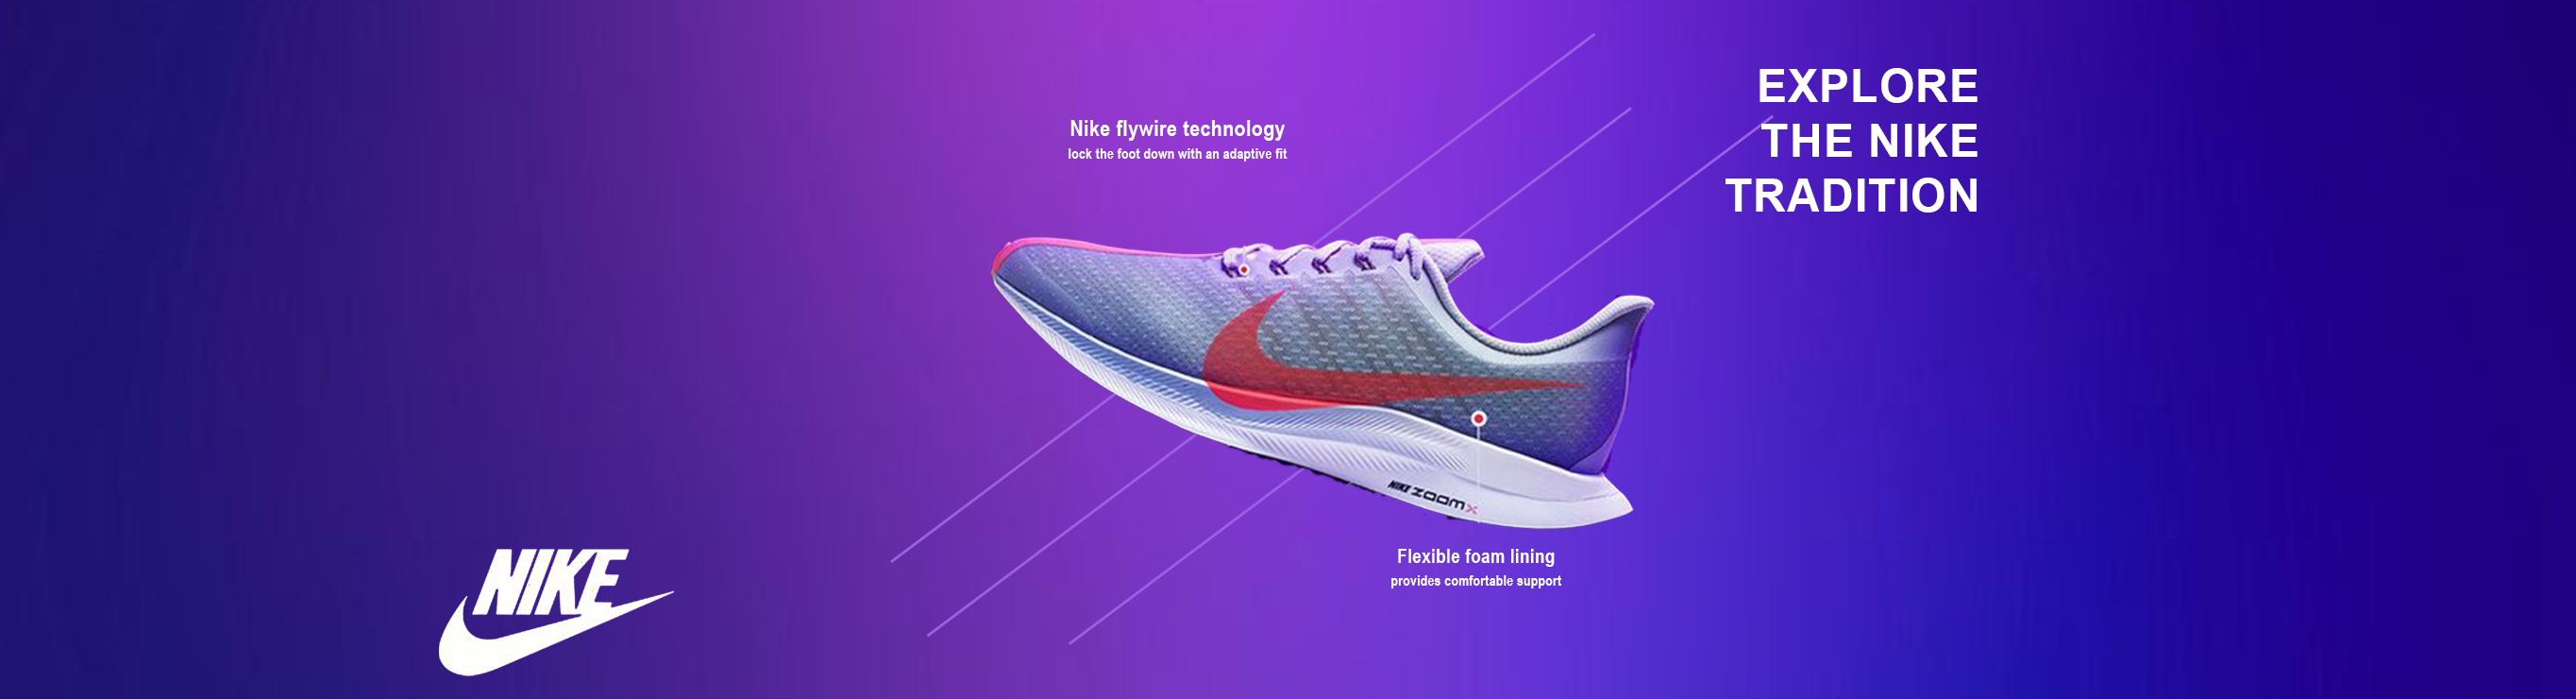 EXPLORE
THE NIKE
TRADITION
Nike flywire technology
lock the foot down with an adaptive fit
NIKE ZOOM X
Flexible foam lining
provides comfortable support
NIKE